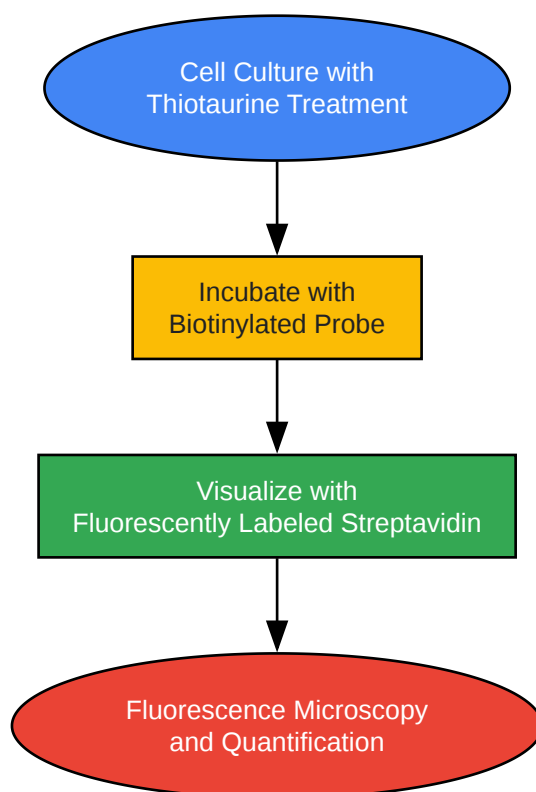 Cell Culture with
Thiotaurine Treatment
Incubate with
Biotinylated Probe
Visualize with
Fluorescently Labeled Streptavidin
Fluorescence Microscopy
and Quantification